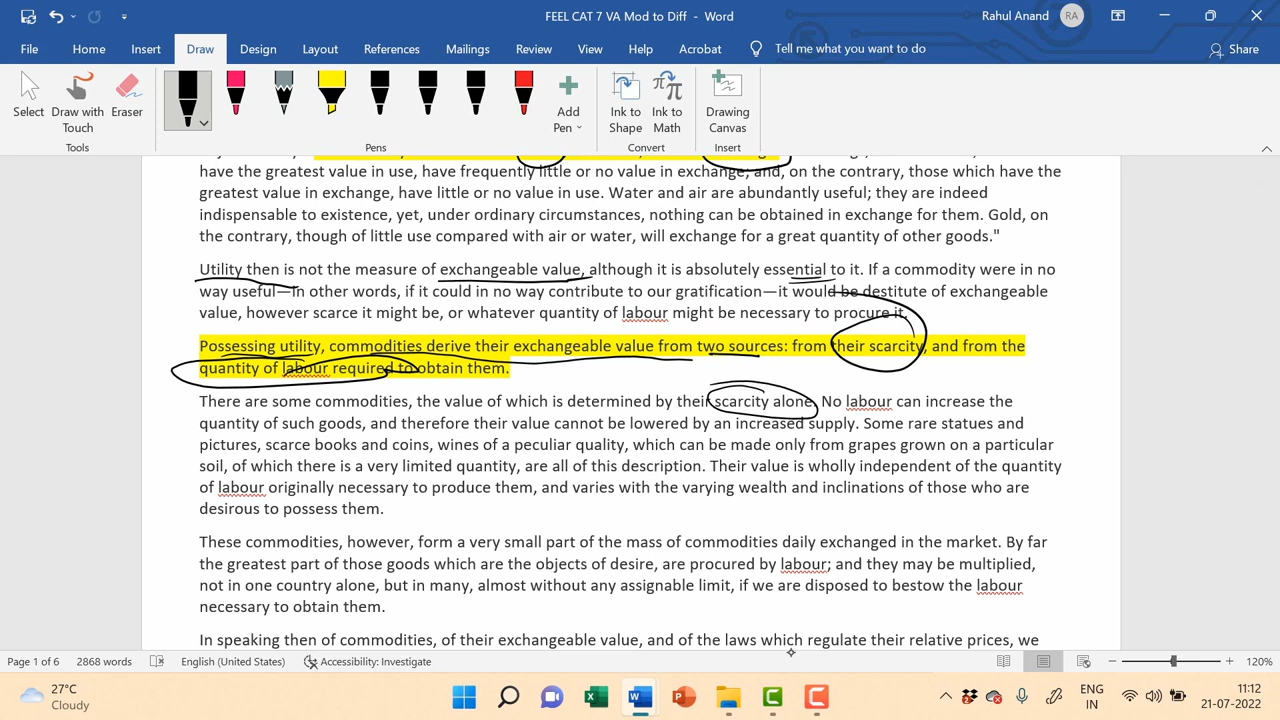 FEEL CAT 7 VA Mod to Diff - Word
Rahul Anand RA
File Home Insert Draw Design Layout References Mailings Review View Help Acrobat Tell me what you want to do Share
Select Draw with Touch Eraser Add Pen Ink to Shape Ink to Math Drawing Canvas
Tools Pens Convert Insert
have the greatest value in use, have frequently little or no value in exchange; and, on the contrary, those which have the
greatest value in exchange, have little or no value in use. Water and air are abundantly useful; they are indeed
indispensable to existence, yet, under ordinary circumstances, nothing can be obtained in exchange for them. Gold, on
the contrary, though of little use compared with air or water, will exchange for a great quantity of other goods."
Utility then is not the measure of exchangeable value, although it is absolutely essential to it. If a commodity were in no
way useful—in other words, if it could in no way contribute to our gratification—it would be destitute of exchangeable
value, however scarce it might be, or whatever quantity of labour might be necessary to procure it.
Possessing utility, commodities derive their exchangeable value from two sources: from their scarcity, and from the
quantity of labour required to obtain them.
There are some commodities, the value of which is determined by their scarcity alone. No labour can increase the
quantity of such goods, and therefore their value cannot be lowered by an increased supply. Some rare statues and
pictures, scarce books and coins, wines of a peculiar quality, which can be made only from grapes grown on a particular
soil, of which there is a very limited quantity, are all of this description. Their value is wholly independent of the quantity
of labour originally necessary to produce them, and varies with the varying wealth and inclinations of those who are
desirous to possess them.
These commodities, however, form a very small part of the mass of commodities daily exchanged in the market. By far
the greatest part of those goods which are the objects of desire, are procured by labour; and they may be multiplied,
not in one country alone, but in many, almost without any assignable limit, if we are disposed to bestow the labour
necessary to obtain them.
In speaking then of commodities, of their exchangeable value, and of the laws which regulate their relative prices, we
Page 1 of 6 2868 words English (United States) Accessibility: Investigate 120%
27°C ENG 11:12
Cloudy IN 21-07-2022